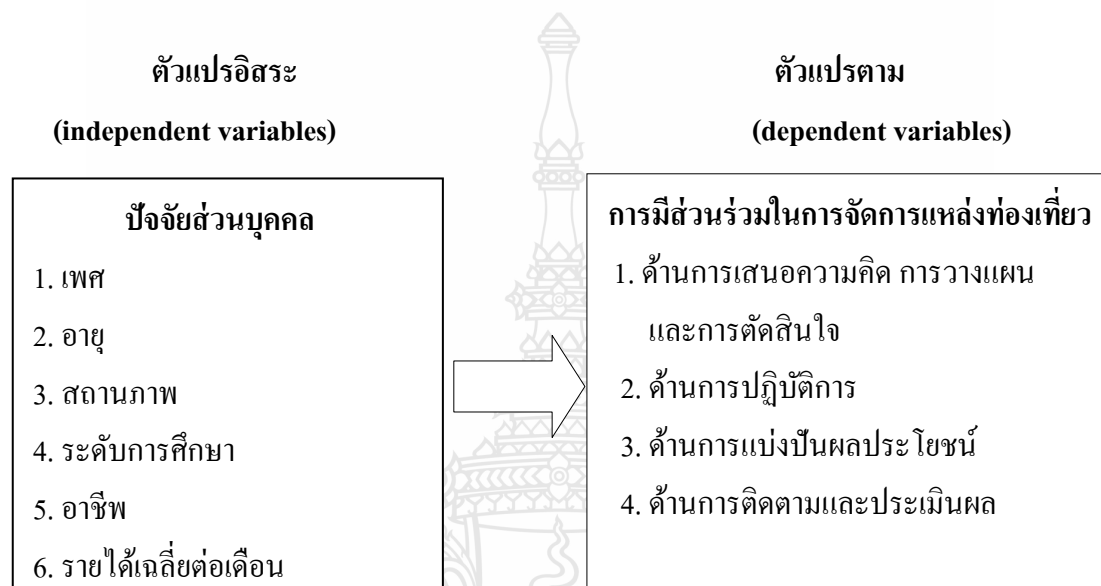 ตัวแปรอิสระ
(independent variables)
ปัจจัยส่วนบุคคล
1. เพศ
2. อายุ
3. สถานภาพ
4. ระดับการศึกษา
5. อาชีพ
6. รายได้เฉลี่ยต่อเดือน
ตัวแปรตาม
(dependent variables)
การมีส่วนร่วมในการจัดการแหล่งท่องเที่ยว
1. ด้านการเสนอความคิด การวางแผน
และการตัดสินใจ
2. ด้านการปฏิบัติการ
3. ด้านการแบ่งปันผลประโยชน์
4. ด้านการติดตามและประเมินผล